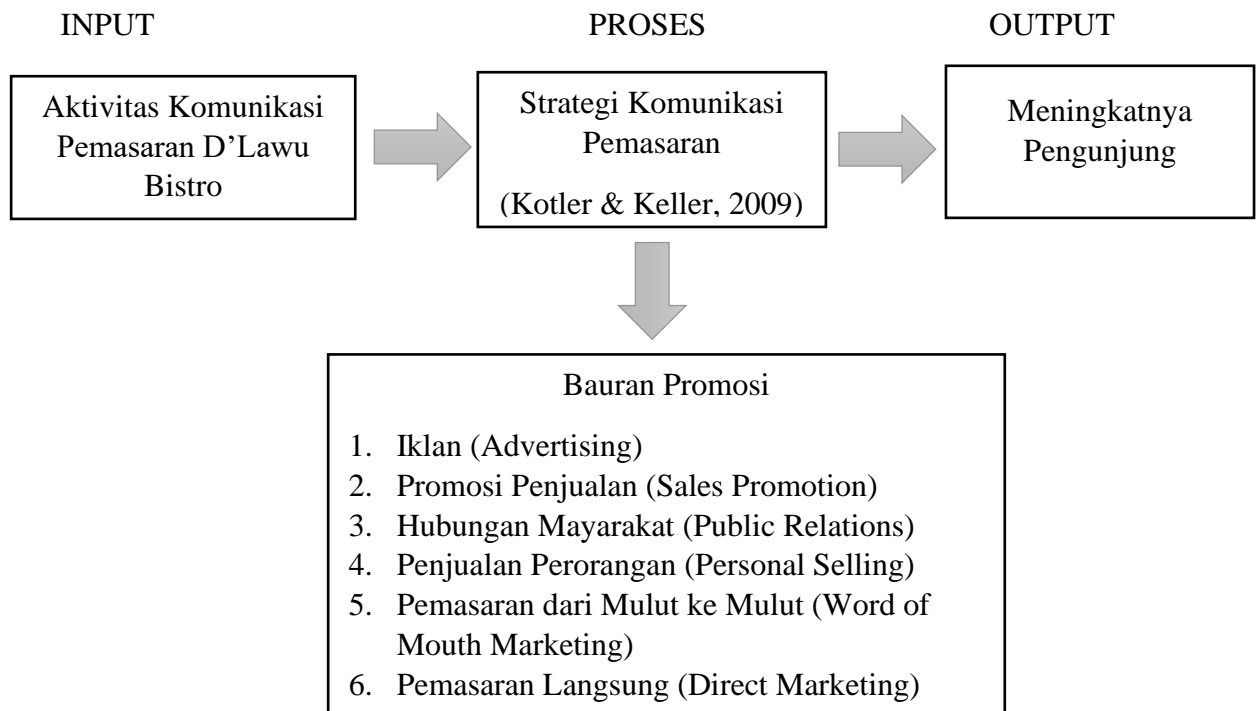 INPUT
PROSES
OUTPUT
Aktivitas Komunikasi
Pemasaran D’Lawu
Bistro
Strategi Komunikasi
Pemasaran
(Kotler & Keller, 2009)
Meningkatnya
Pengunjung
Bauran Promosi
1. Iklan (Advertising)
2. Promosi Penjualan (Sales Promotion)
3. Hubungan Mayarakat (Public Relations)
4. Penjualan Perorangan (Personal Selling)
5. Pemasaran dari Mulut ke Mulut (Word of
Mouth Marketing)
6. Pemasaran Langsung (Direct Marketing)